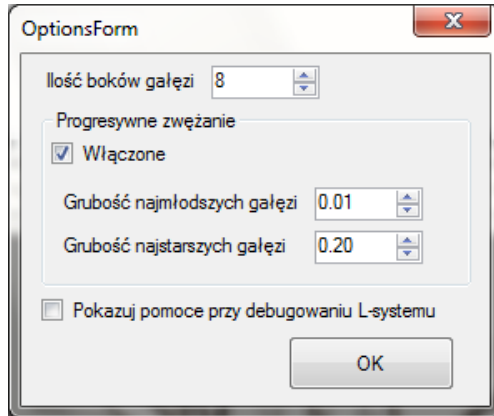 OptionsForm
Ilość boków gałęzi 8
Progresywne zwężanie
Włączone
Grubość najmłodszych gałęzi 0.01
Grubość najstarszych gałęzi 0.20
Pokazuj pomoce przy debugowaniu L-systemu
OK